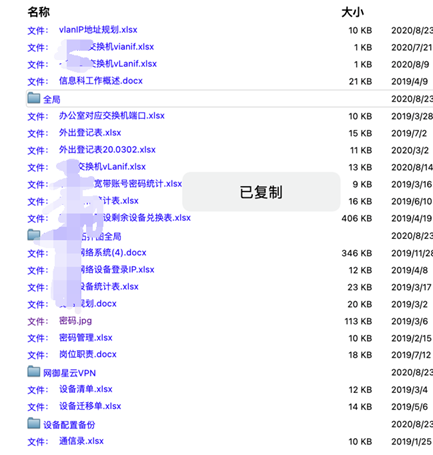 名称 大小
文件： vlanIP地址规划.xlsx 10 KB 2020/8/23
文件： 交换机vianif.xlsx 1 KB 2020/7/21
文件： 交换机vLanif.xlsx 1 KB 2020/8/9
文件： 信息科工作概述.docx 21 KB 2019/4/9
全局 2020/8/23
文件： 办公室对应交换机端口.xlsx 10 KB 2019/3/28
文件： 外出登记表.xlsx 15 KB 2019/7/2
文件： 外出登记表20.0302.xlsx 11 KB 2020/3/2
文件： 交换机vLanif.xlsx 13 KB 2020/8/14
文件： 宽带账号密码统计.xlsx 9 KB 2019/3/16
文件： 计表.xlsx 16 KB 2019/6/10
文件： 设剩余设备兑换表.xlsx 406 KB 2019/4/19
已复制
扑图全局 2020/8/23
文件： 网络系统(4).docx 346 KB 2019/11/28
文件： 网络设备登录IP.xlsx 12 KB 2019/4/8
文件： 设备统计表.xlsx 23 KB 2019/3/17
文件： 规划.docx 20 KB 2019/3/2
文件： 密码.jpg 113 KB 2019/3/6
文件： 密码管理.xlsx 10 KB 2019/2/15
文件： 岗位职责.docx 18 KB 2019/7/12
网御星云VPN 2020/8/23
文件： 设备清单.xlsx 12 KB 2019/3/4
文件： 设备迁移单.xlsx 14 KB 2019/5/6
设备配置备份 2020/8/23
文件： 通信录.xlsx 10 KB 2019/1/25